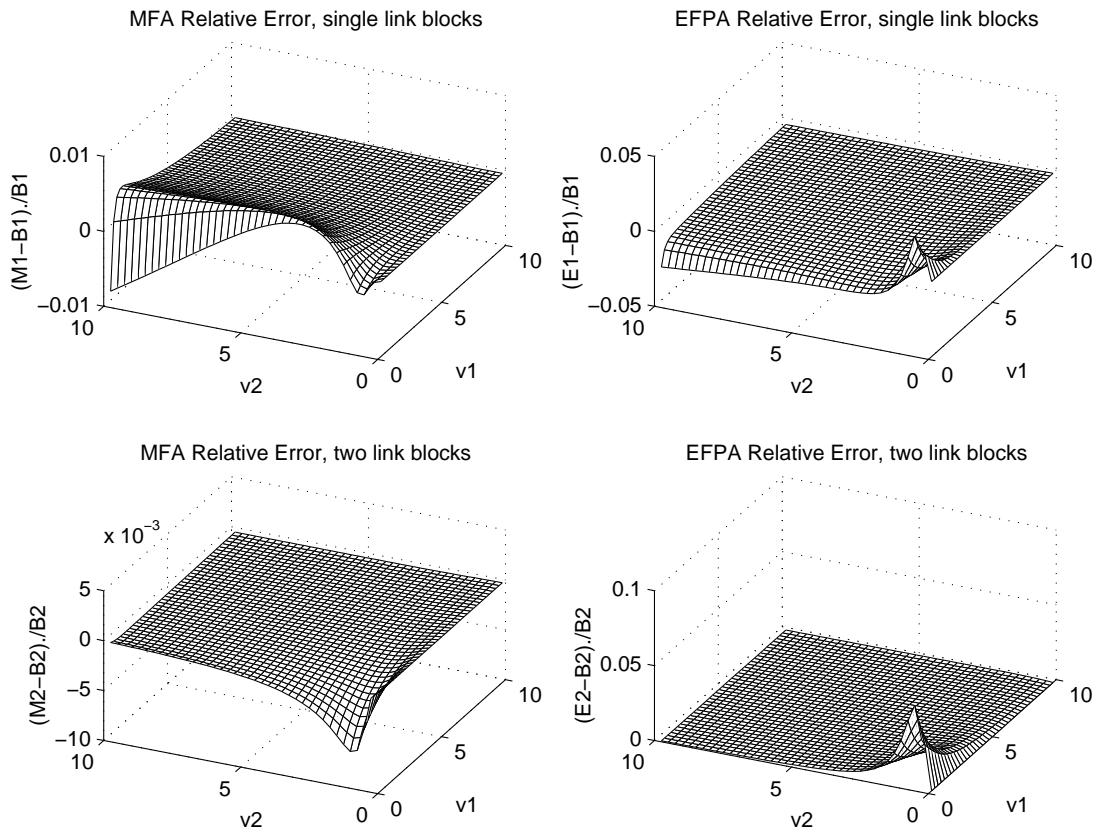 MFA Relative Error, single link blocks
0.01
0
−0.01
(M1−B1)./B1
10
5
0
v2
0
5
10
v1
EFPA Relative Error, single link blocks
0.05
0
−0.05
(E1−B1)./B1
10
5
0
v2
0
5
10
v1
MFA Relative Error, two link blocks
x 10−3
5
0
−5
−10
(M2−B2)./B2
10
5
0
v2
0
5
10
v1
EFPA Relative Error, two link blocks
0.1
0.05
0
(E2−B2)./B2
10
5
0
v2
0
5
10
v1